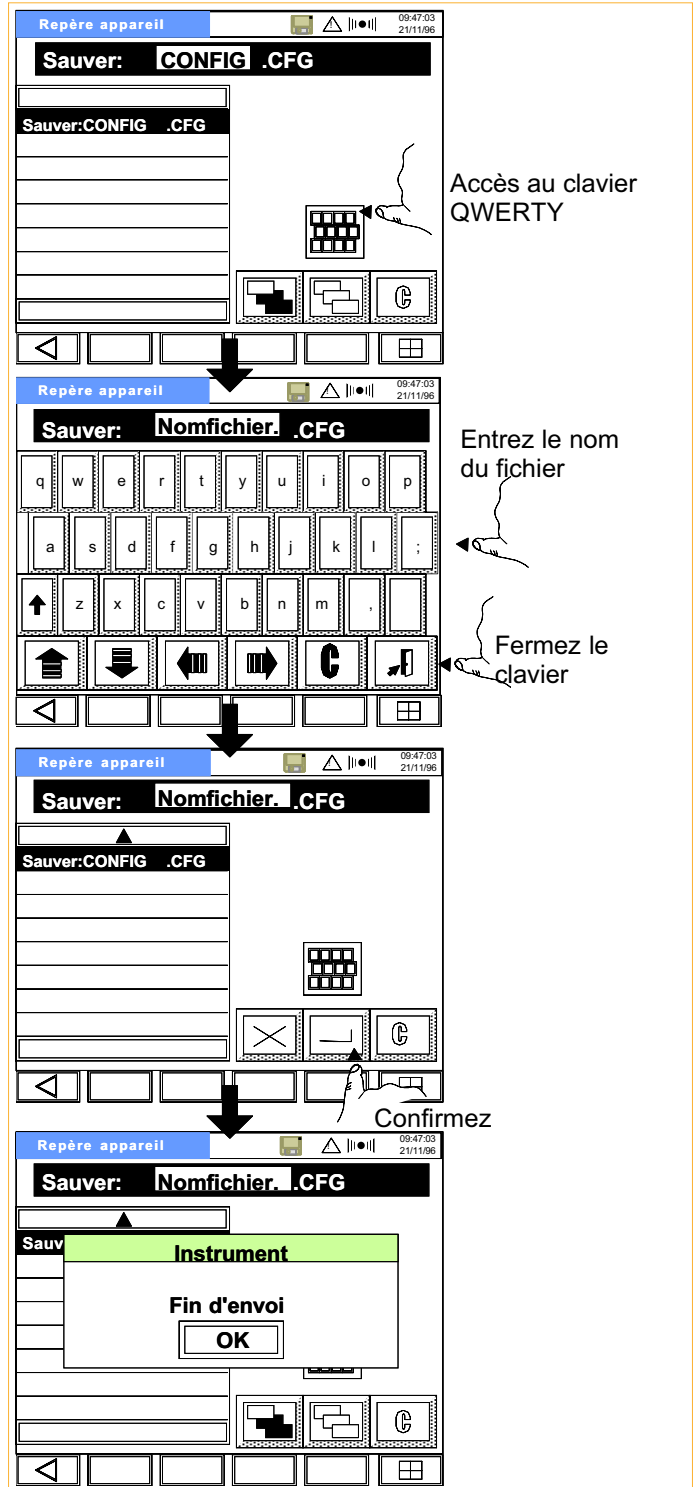 Repère appareil
09:47:03
21/11/96
Sauver: CONFIG .CFG
Sauver:CONFIG .CFG
Accès au clavier
QWERTY
C
Repère appareil
09:47:03
21/11/96
Sauver: Nomfichier. .CFG
Entrez le nom
du fichier
q w e r t y u i o p
a s d f g h j k l ;
z x c v b n m ,
C
Fermez le
clavier
Repère appareil
09:47:03
21/11/96
Sauver: Nomfichier. .CFG
Sauver:CONFIG .CFG
C
Confirmez
Repère appareil
09:47:03
21/11/96
Sauver: Nomfichier. .CFG
Sauv
Instrument
Fin d'envoi
OK
C